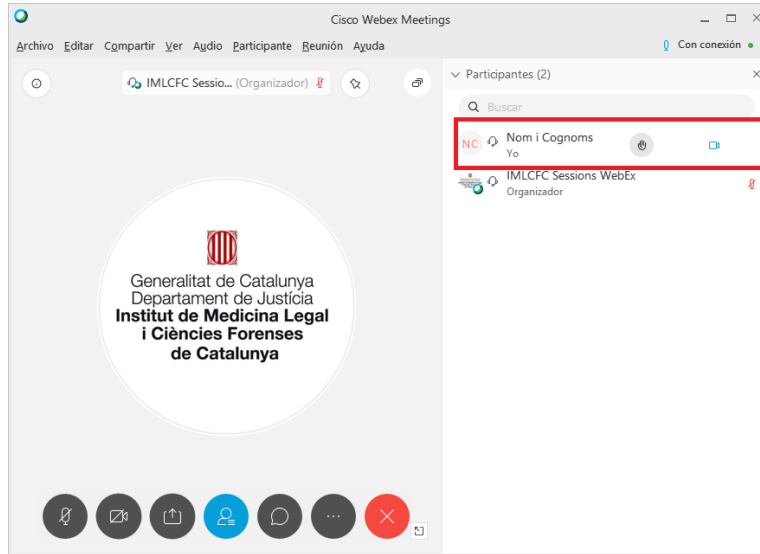 Cisco Webex Meetings
Archivo Editar Compartir Ver Audio Participante Reunión Ayuda
Con conexión
IMLCFC Sessio... (Organizador)
Participantes (2)
Buscar
NC
Nom i Cognoms
Yo
IMLCFC Sessions WebEx
Organizador
Generalitat de Catalunya
Departament de Justícia
Institut de Medicina Legal
i Ciències Forenses
de Catalunya